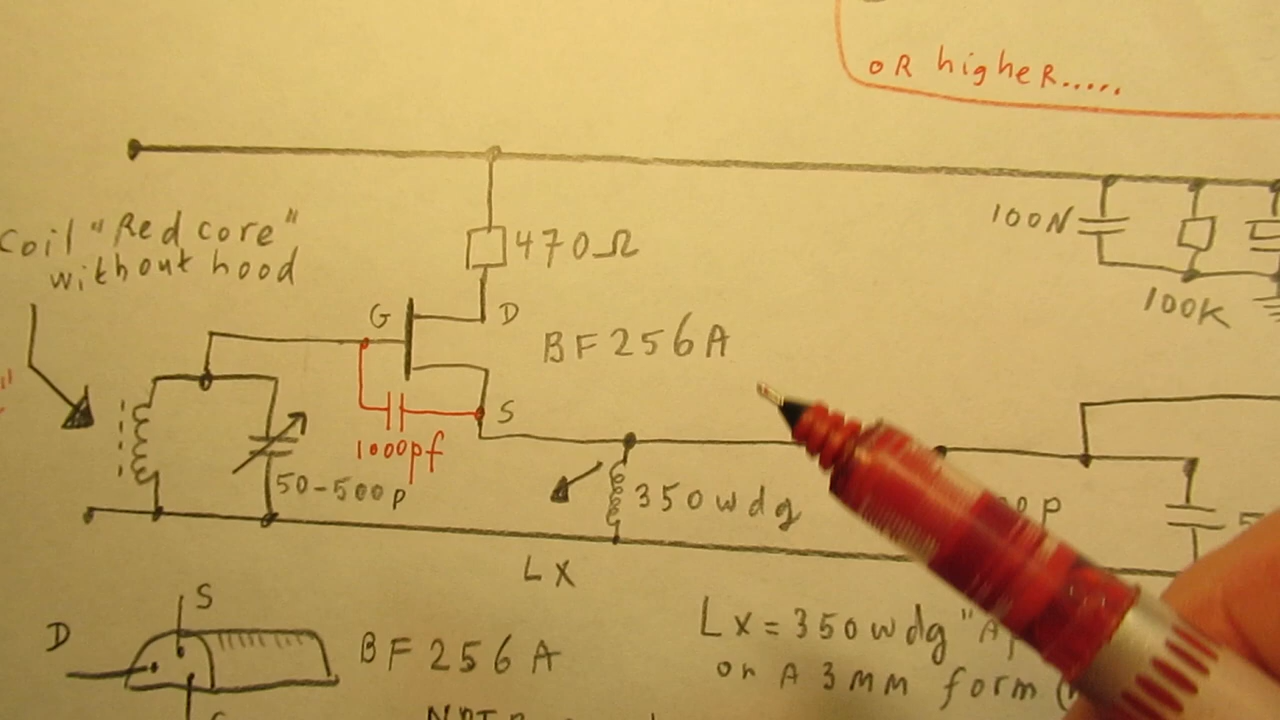 OR higher.....
Coil "Red core"
without hood
470Ω
100N
100K
G
D
BF256A
S
1000pf
50-500p
350wdg
Lx
S
D
BF256A
Lx = 350wdg
on A 3mm form